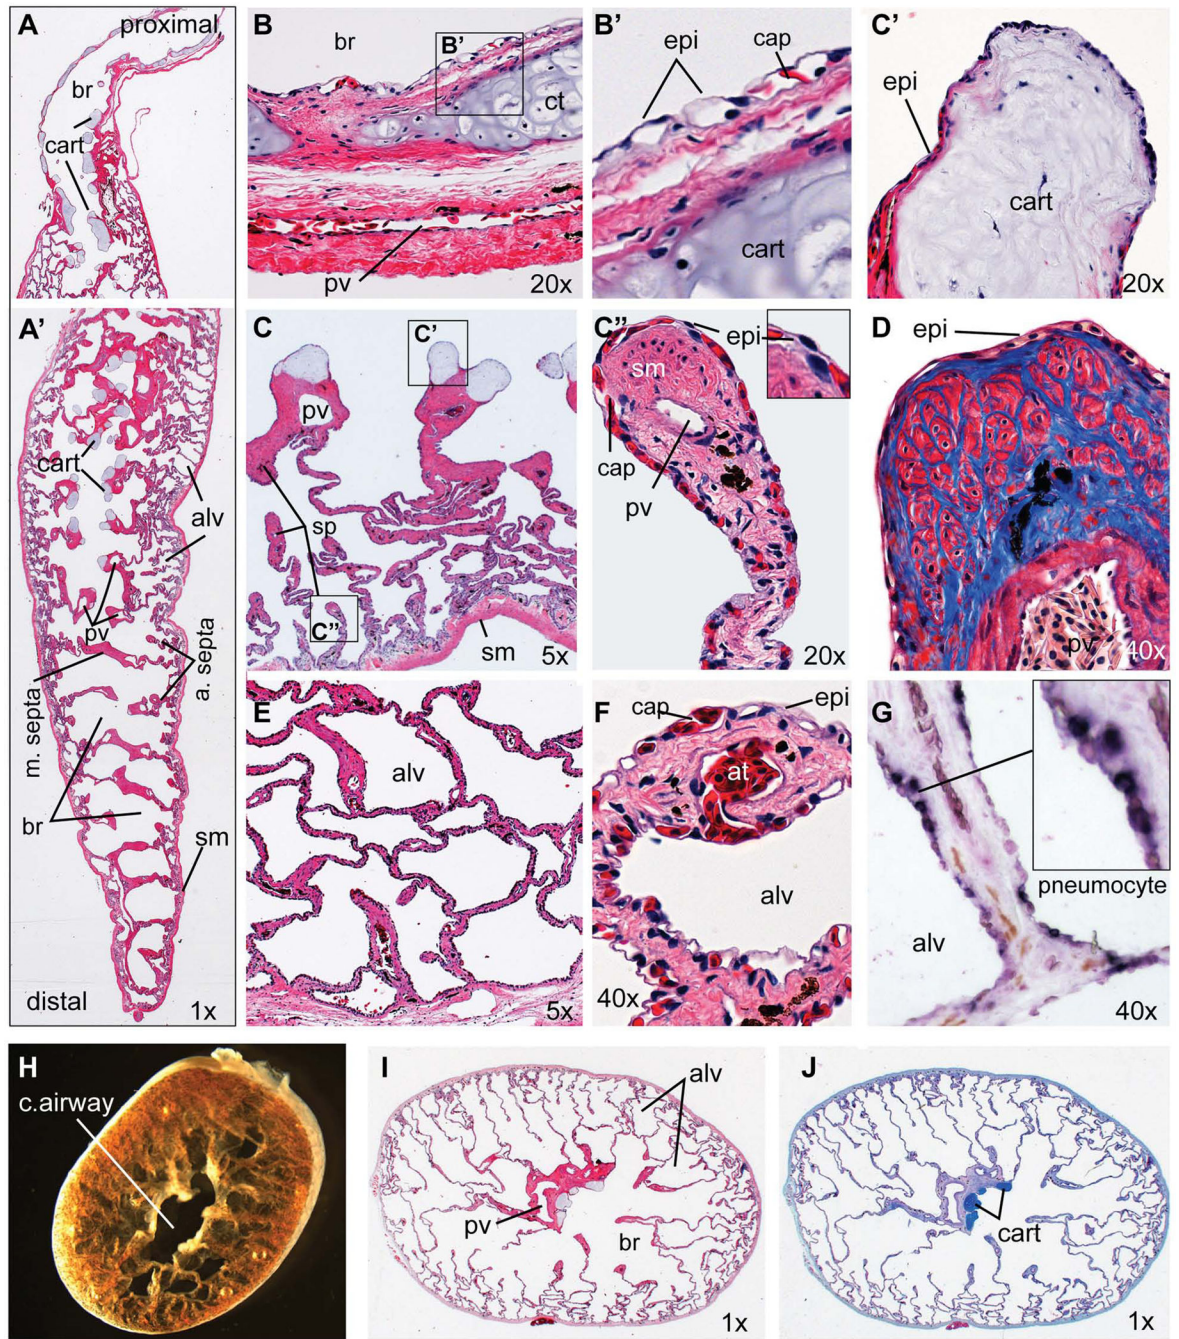 A
proximal
br
cart
B
br
B'
ct
pv
20x
B'
epi
cap
cart
C'
epi
cart
20x
A'
cart
alv
pv
m. septa
a. septa
br
sm
distal
1x
C
C'
pv
sp
C"
sm
5x
C"
epi
sm
cap
pv
20x
D
epi
pv
40x
E
alv
5x
F
cap
epi
at
alv
40x
G
pneumocyte
alv
40x
H
c.airway
I
alv
pv
br
1x
J
cart
1x